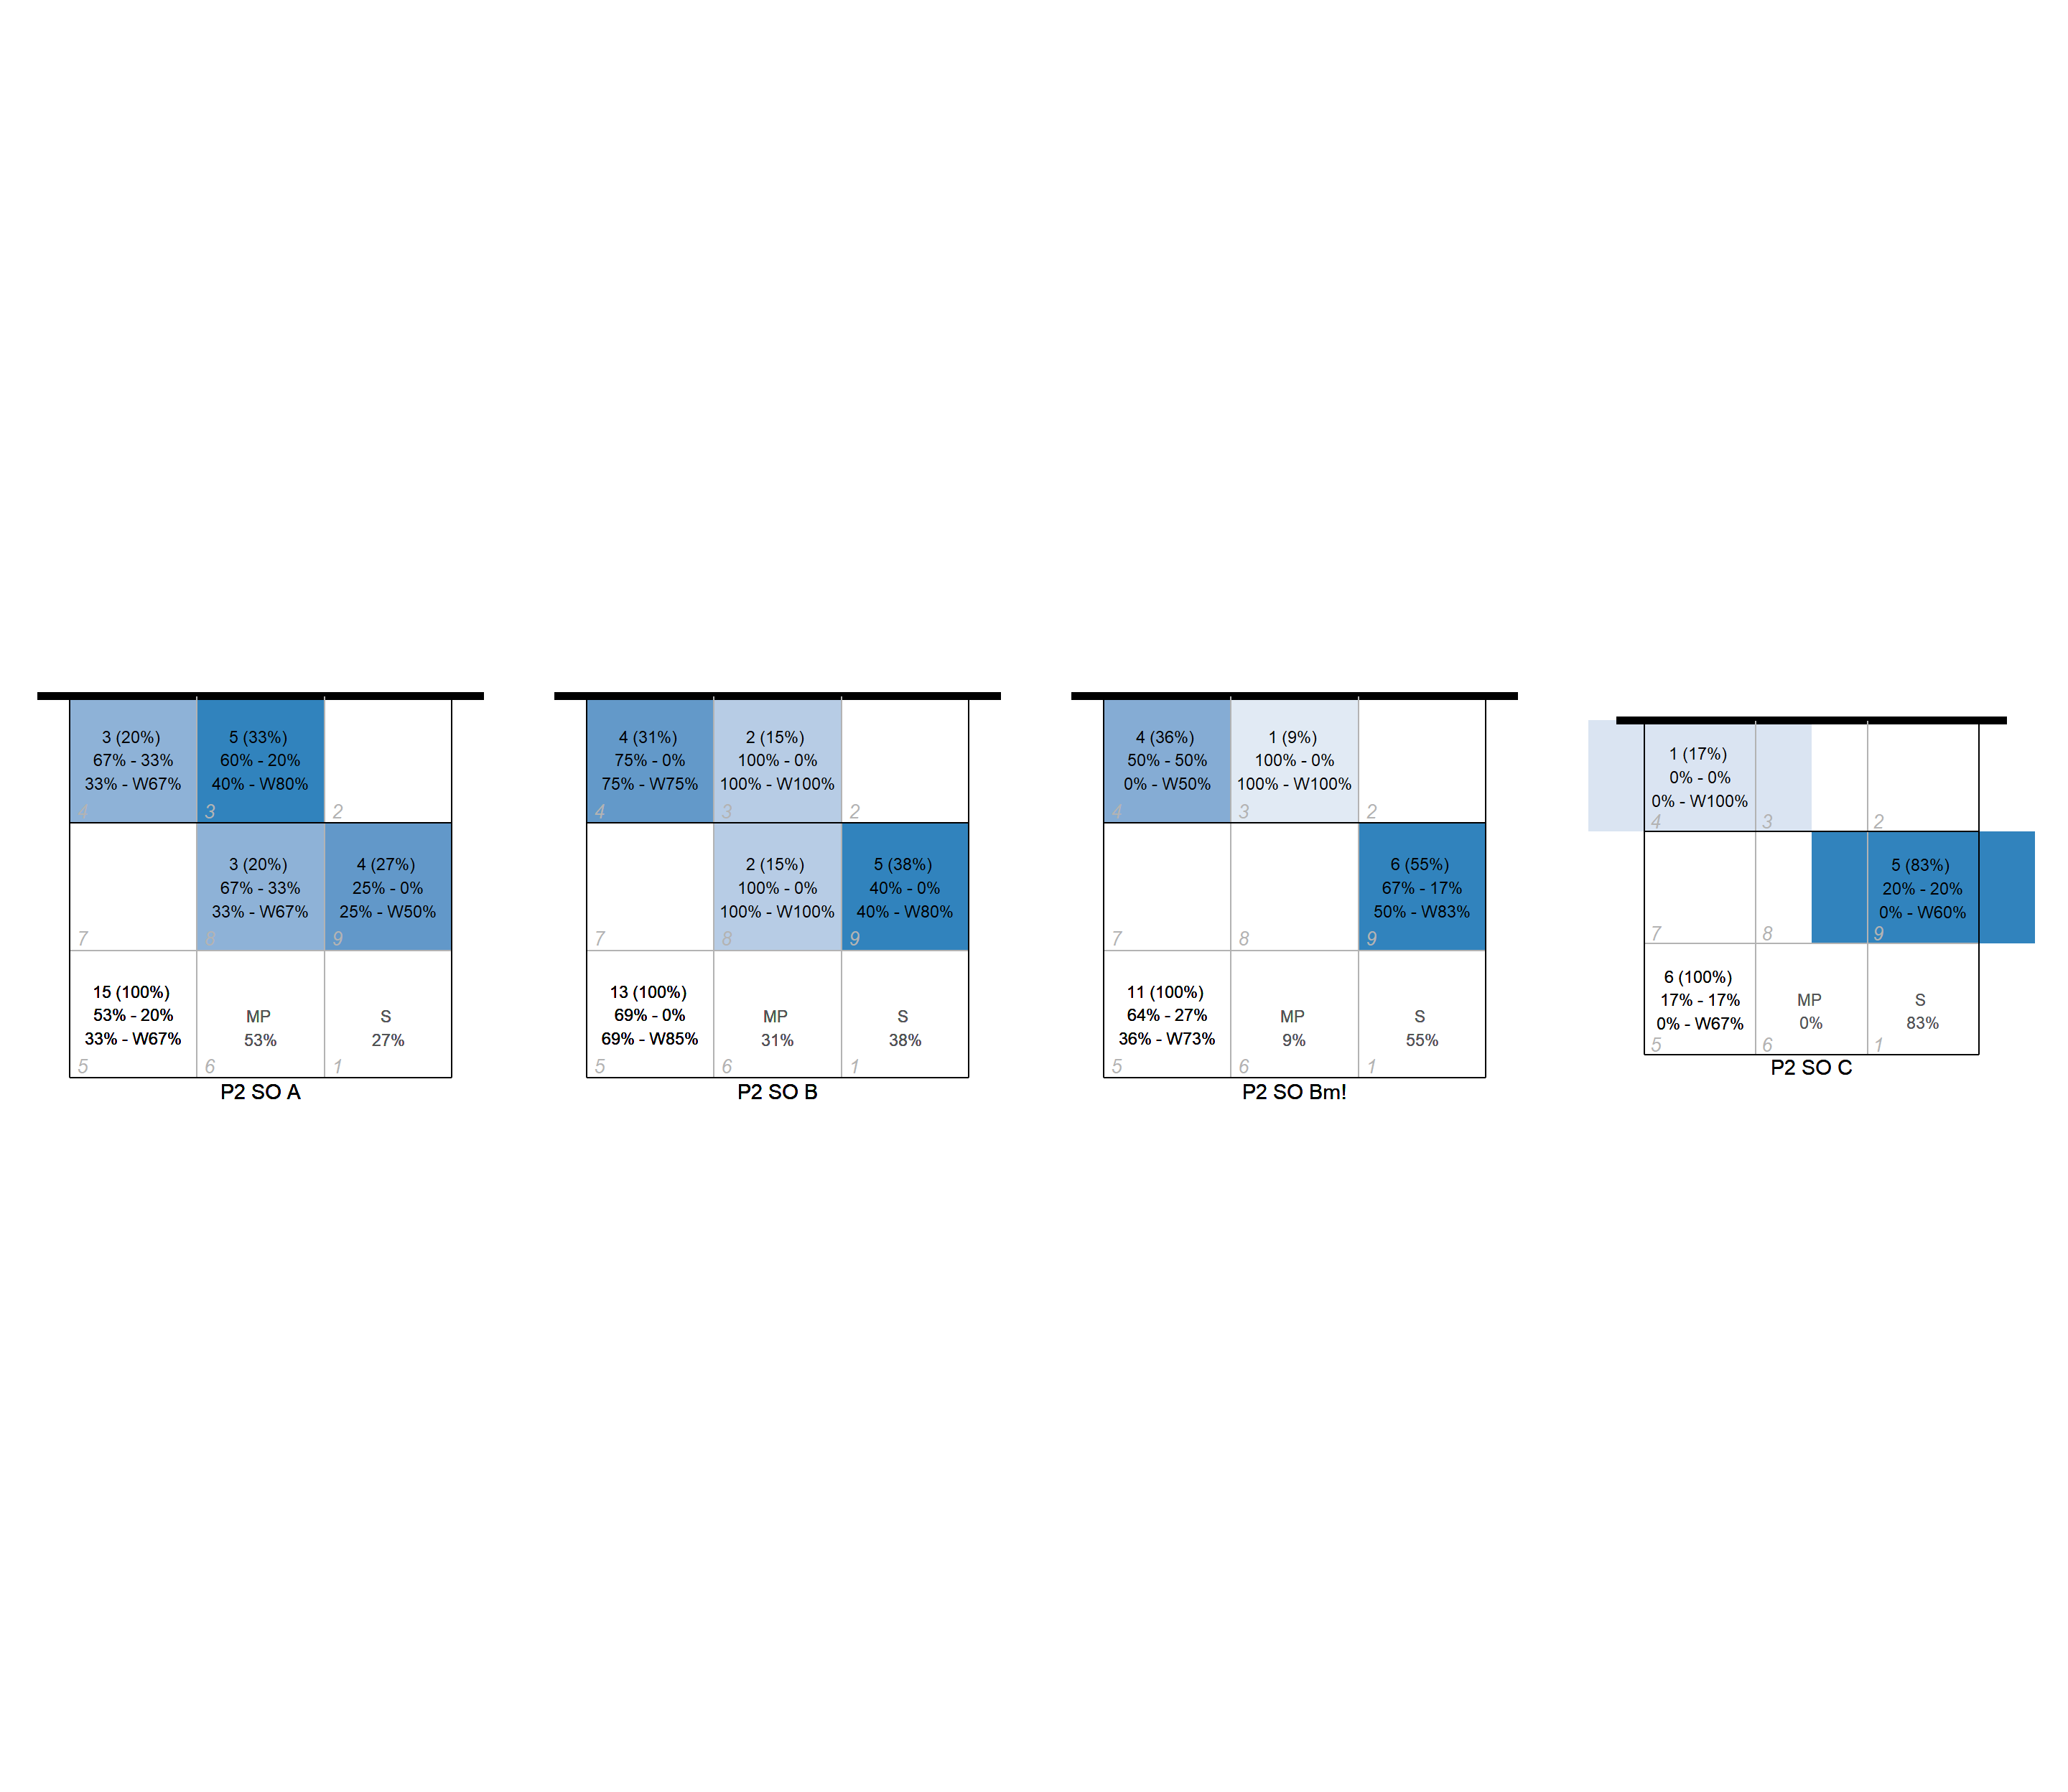 3 (20%)
67% - 33%
33% - W67%
4
5 (33%)
60% - 20%
40% - W80%
3
2
7
3 (20%)
67% - 33%
33% - W67%
8
4 (27%)
25% - 0%
25% - W50%
9
15 (100%)
53% - 20%
33% - W67%
5
MP
53%
6
S
27%
1
P2 SO A
4 (31%)
75% - 0%
75% - W75%
4
2 (15%)
100% - 0%
100% - W100%
3
2
7
2 (15%)
100% - 0%
100% - W100%
8
5 (38%)
40% - 0%
40% - W80%
9
13 (100%)
69% - 0%
69% - W85%
5
MP
31%
6
S
38%
1
P2 SO B
4 (36%)
50% - 50%
0% - W50%
4
1 (9%)
100% - 0%
100% - W100%
3
2
7
8
6 (55%)
67% - 17%
50% - W83%
9
11 (100%)
64% - 27%
36% - W73%
5
MP
9%
6
S
55%
1
P2 SO Bm!
1 (17%)
0% - 0%
0% - W100%
4
3
2
7
8
5 (83%)
20% - 20%
0% - W60%
9
6 (100%)
17% - 17%
0% - W67%
5
MP
0%
6
S
83%
1
P2 SO C